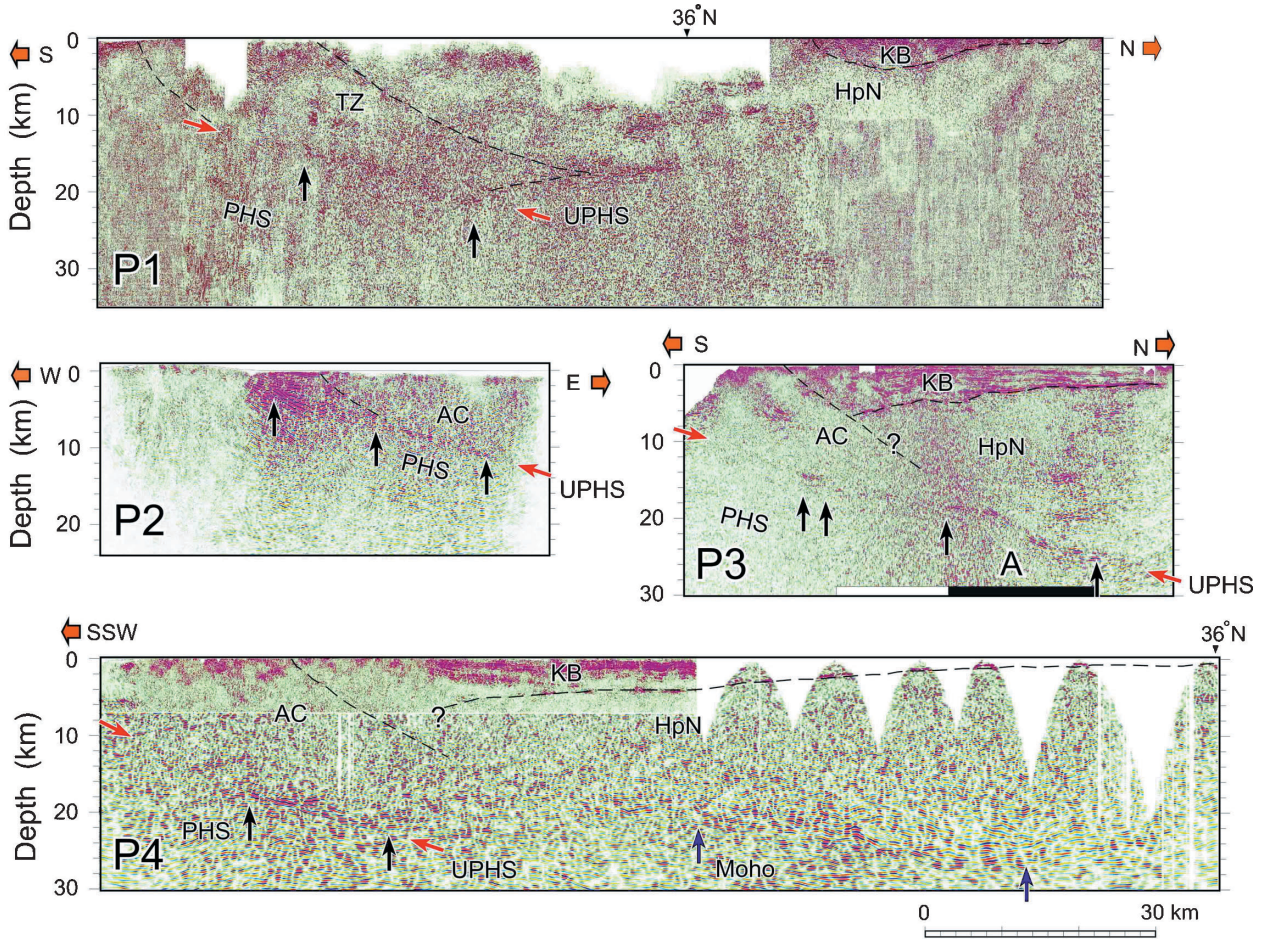 36°N
S
N
0
10
20
30
Depth (km)
KB
HpN
TZ
PHS
UPHS
P1
W
E
0
10
20
Depth (km)
AC
PHS
UPHS
P2
S
N
0
10
20
30
KB
AC
?
HpN
PHS
A
P3
UPHS
SSW
36°N
0
10
20
30
Depth (km)
KB
AC
?
HpN
PHS
UPHS
Moho
P4
0
30 km